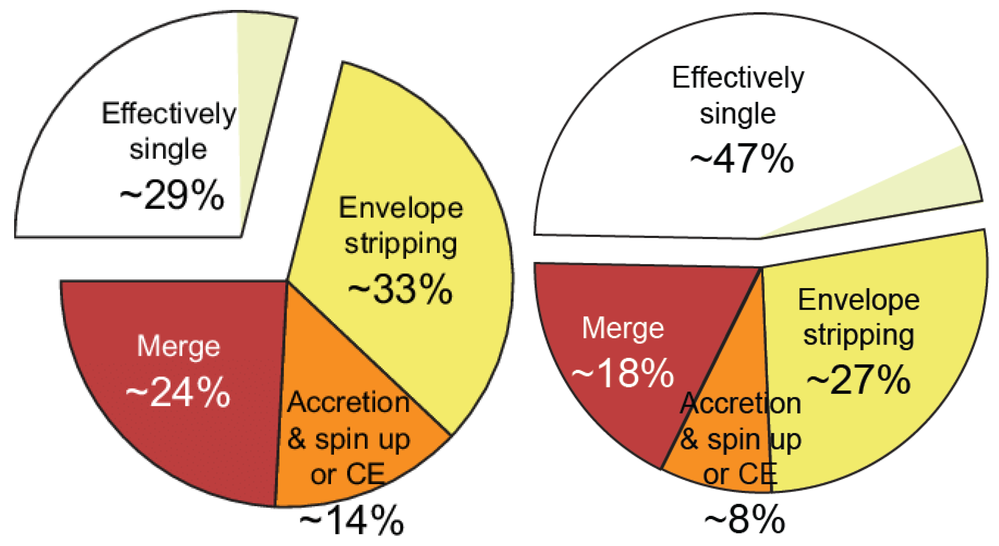 Effectively
single
~29%
Envelope
stripping
~33%
Merge
~24%
Accretion
& spin up
or CE
~14%
Effectively
single
~47%
Envelope
stripping
~27%
Merge
~18%
Accretion
& spin up
or CE
~8%